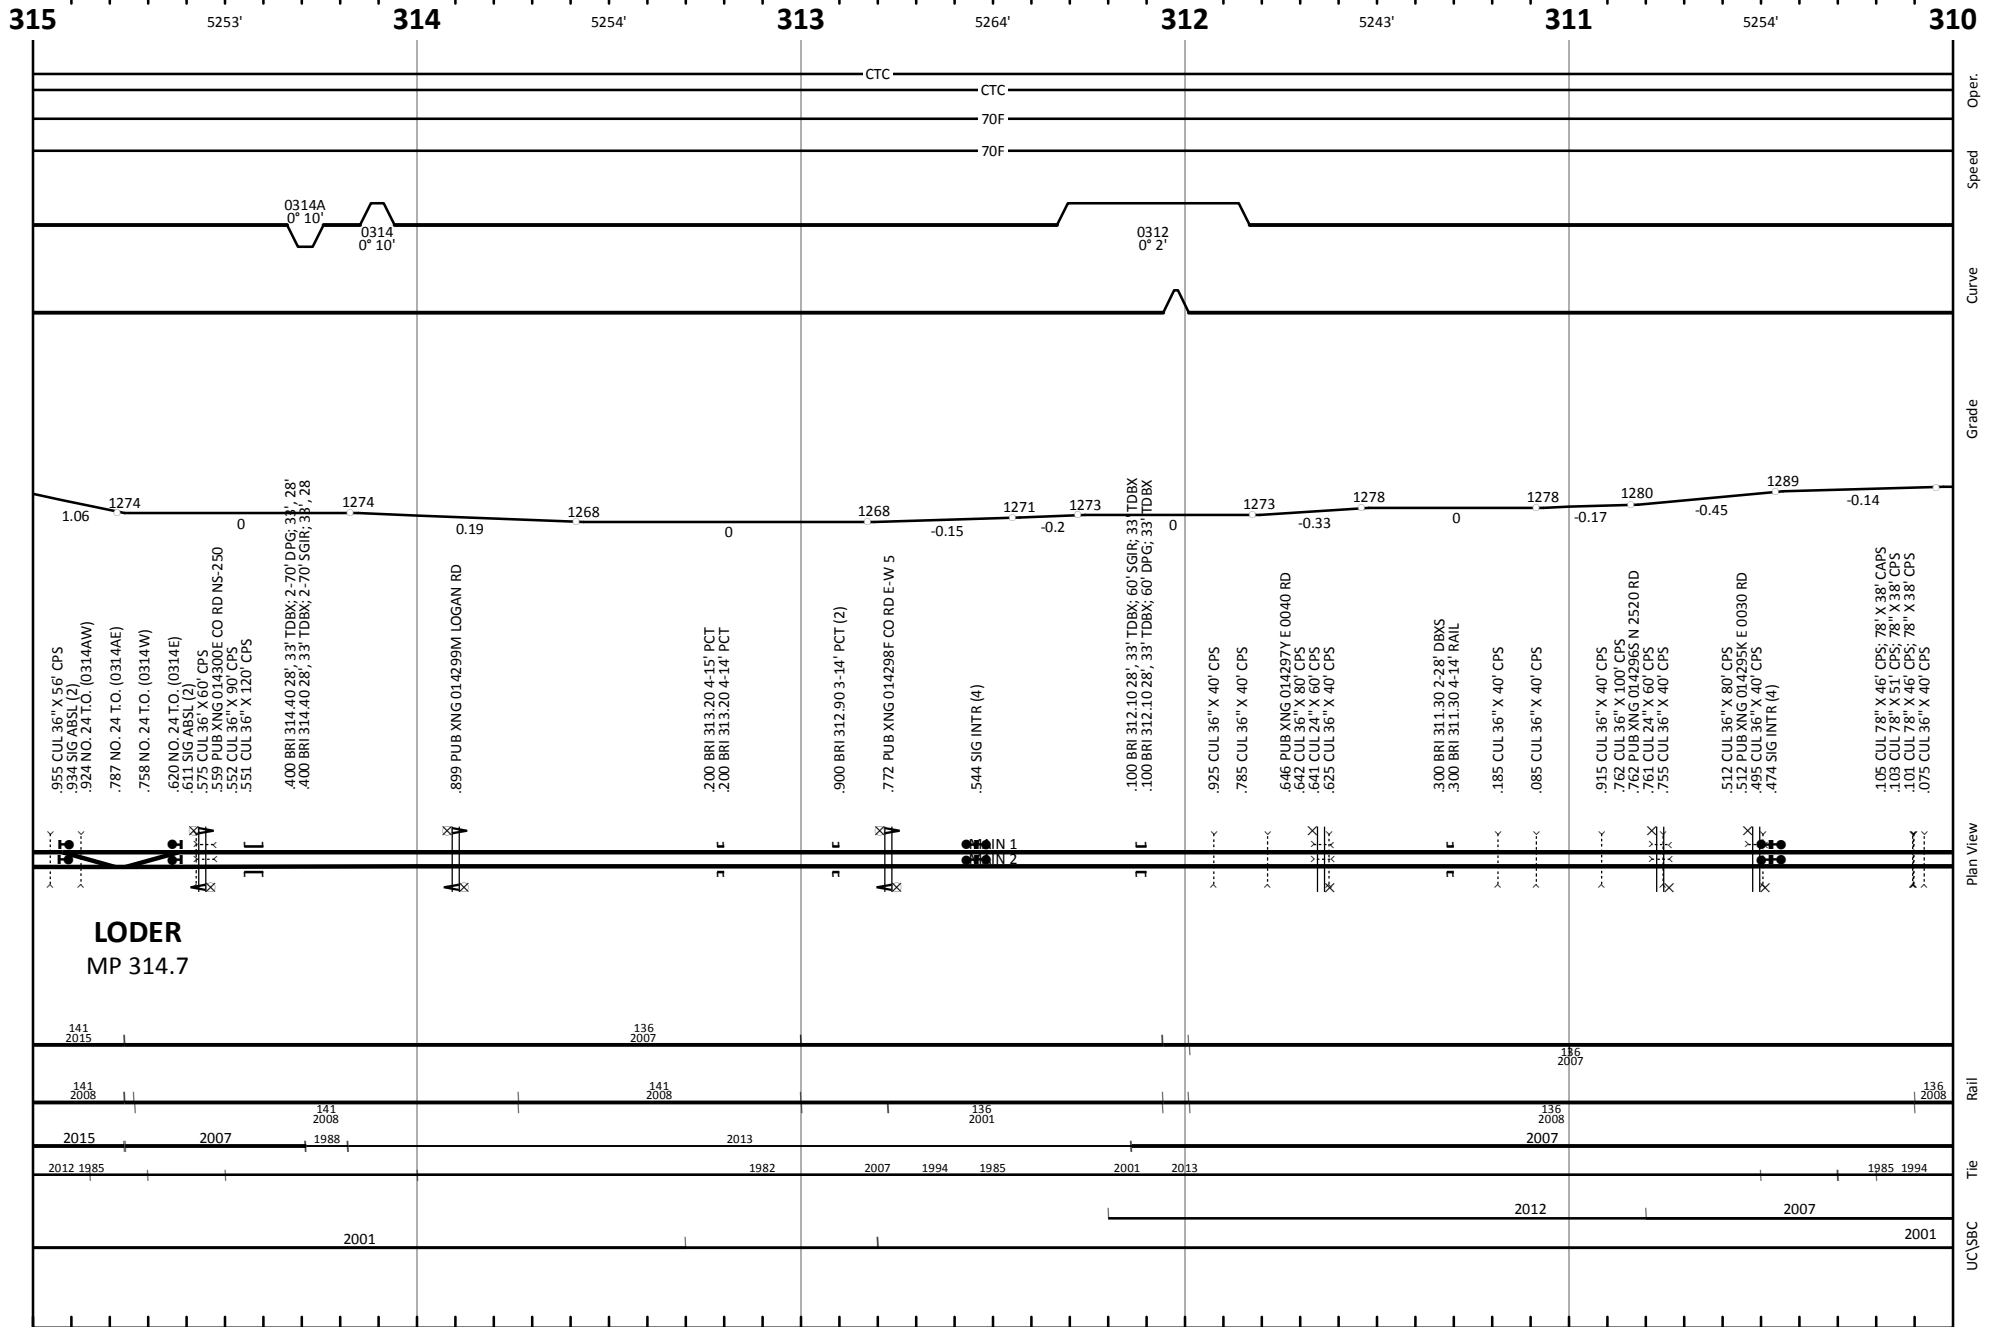 315 5253' 314 5254' 313 5264' 312 5243' 311 5254' 310
CTC
CTC
Oper.
70F
70F
Speed
0314A
0° 10'
0314
0° 10'
0312
0° 2'
Curve
Grade
1274 1274 1268 1268 1271 1273 1273 1278 1278 1280 1289
1.06 0 0.19 0 -0.15 -0.2 0 -0.33 0 -0.17 -0.45 -0.14
.955 CUL 36" X 56' CPS
.934 SIG ABSL (2)
.924 NO. 24 T.O. (0314AW)
.787 NO. 24 T.O. (0314AE)
.758 NO. 24 T.O. (0314W)
.620 NO. 24 T.O. (0314E)
.611 SIG ABSL (2)
.575 CUL 36' X 60' CPS
.559 PUB XNG 014300E CO RD NS-250
.552 CUL 36" X 90' CPS
.551 CUL 36" X 120' CPS
.400 BRI 314.40 28', 33' TDBX; 2-70' DPG; 33', 28'
.400 BRI 314.40 28', 33' TDBX; 2-70' SGIR; 33', 28
.899 PUB XNG 014299M LOGAN RD
.200 BRI 313.20 4-15' PCT
.200 BRI 313.20 4-14' PCT
.900 BRI 312.90 3-14' PCT (2)
.772 PUB XNG 014298F CO RD E-W 5
.544 SIG INTR (4)
.100 BRI 312.10 28', 33' TDBX; 60' SGIR; 33' TDBX
.100 BRI 312.10 28', 33' TDBX; 60' DPG; 33' TDBX
.925 CUL 36" X 40' CPS
.785 CUL 36" X 40' CPS
.646 PUB XNG 014297Y E 0040 RD
.642 CUL 36" X 80' CPS
.641 CUL 24" X 60' CPS
.625 CUL 36" X 40' CPS
.300 BRI 311.30 2-28' DBXS
.300 BRI 311.30 4-14' RAIL
.185 CUL 36" X 40' CPS
.085 CUL 36" X 40' CPS
.915 CUL 36" X 40' CPS
.762 CUL 36" X 100' CPS
.762 PUB XNG 014296S N 2520 RD
.761 CUL 24" X 60' CPS
.755 CUL 36" X 40' CPS
.512 CUL 36" X 80' CPS
.512 PUB XNG 014295K E 0030 RD
.495 CUL 36" X 40' CPS
.474 SIG INTR (4)
.105 CUL 78" X 46' CPS; 78' X 38' CAPS
.103 CUL 78" X 51' CPS; 78" X 38' CPS
.101 CUL 78" X 46' CPS; 78" X 38' CPS
.075 CUL 36" X 40' CPS
MAIN 1
MAIN 2
Plan View
LODER
MP 314.7
141
2015
136
2007
136
2007
Rail
141
2008
141
2008
141
2008
136
2001
136
2008
136
2008
2015 2007 1988 2013 2007
Tie
2012 1985 1982 2007 1994 1985 2001 2013 1985 1994
2012 2007
UC\SBC
2001 2001